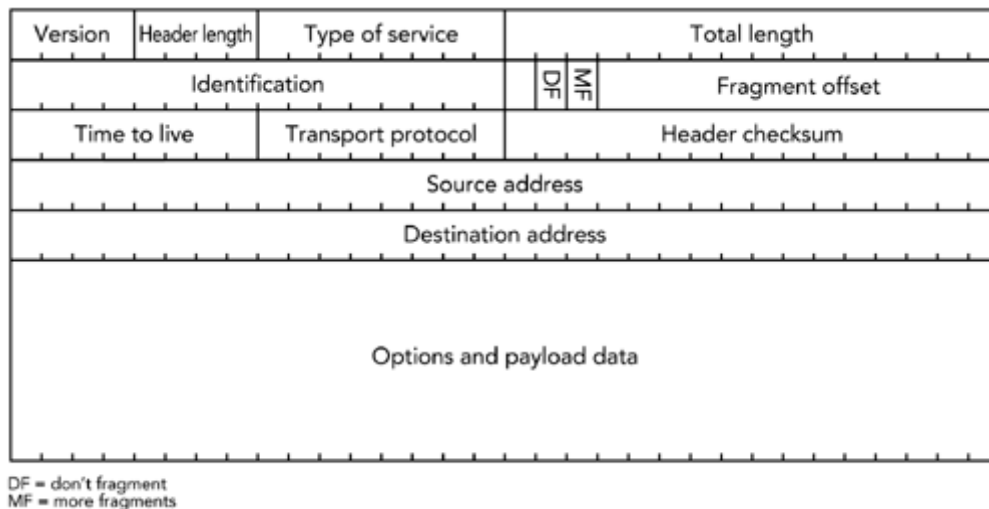 Version Header length Type of service Total length
Identification DF MF Fragment offset
Time to live Transport protocol Header checksum
Source address
Destination address
Options and payload data
DF = don't fragment
MF = more fragments